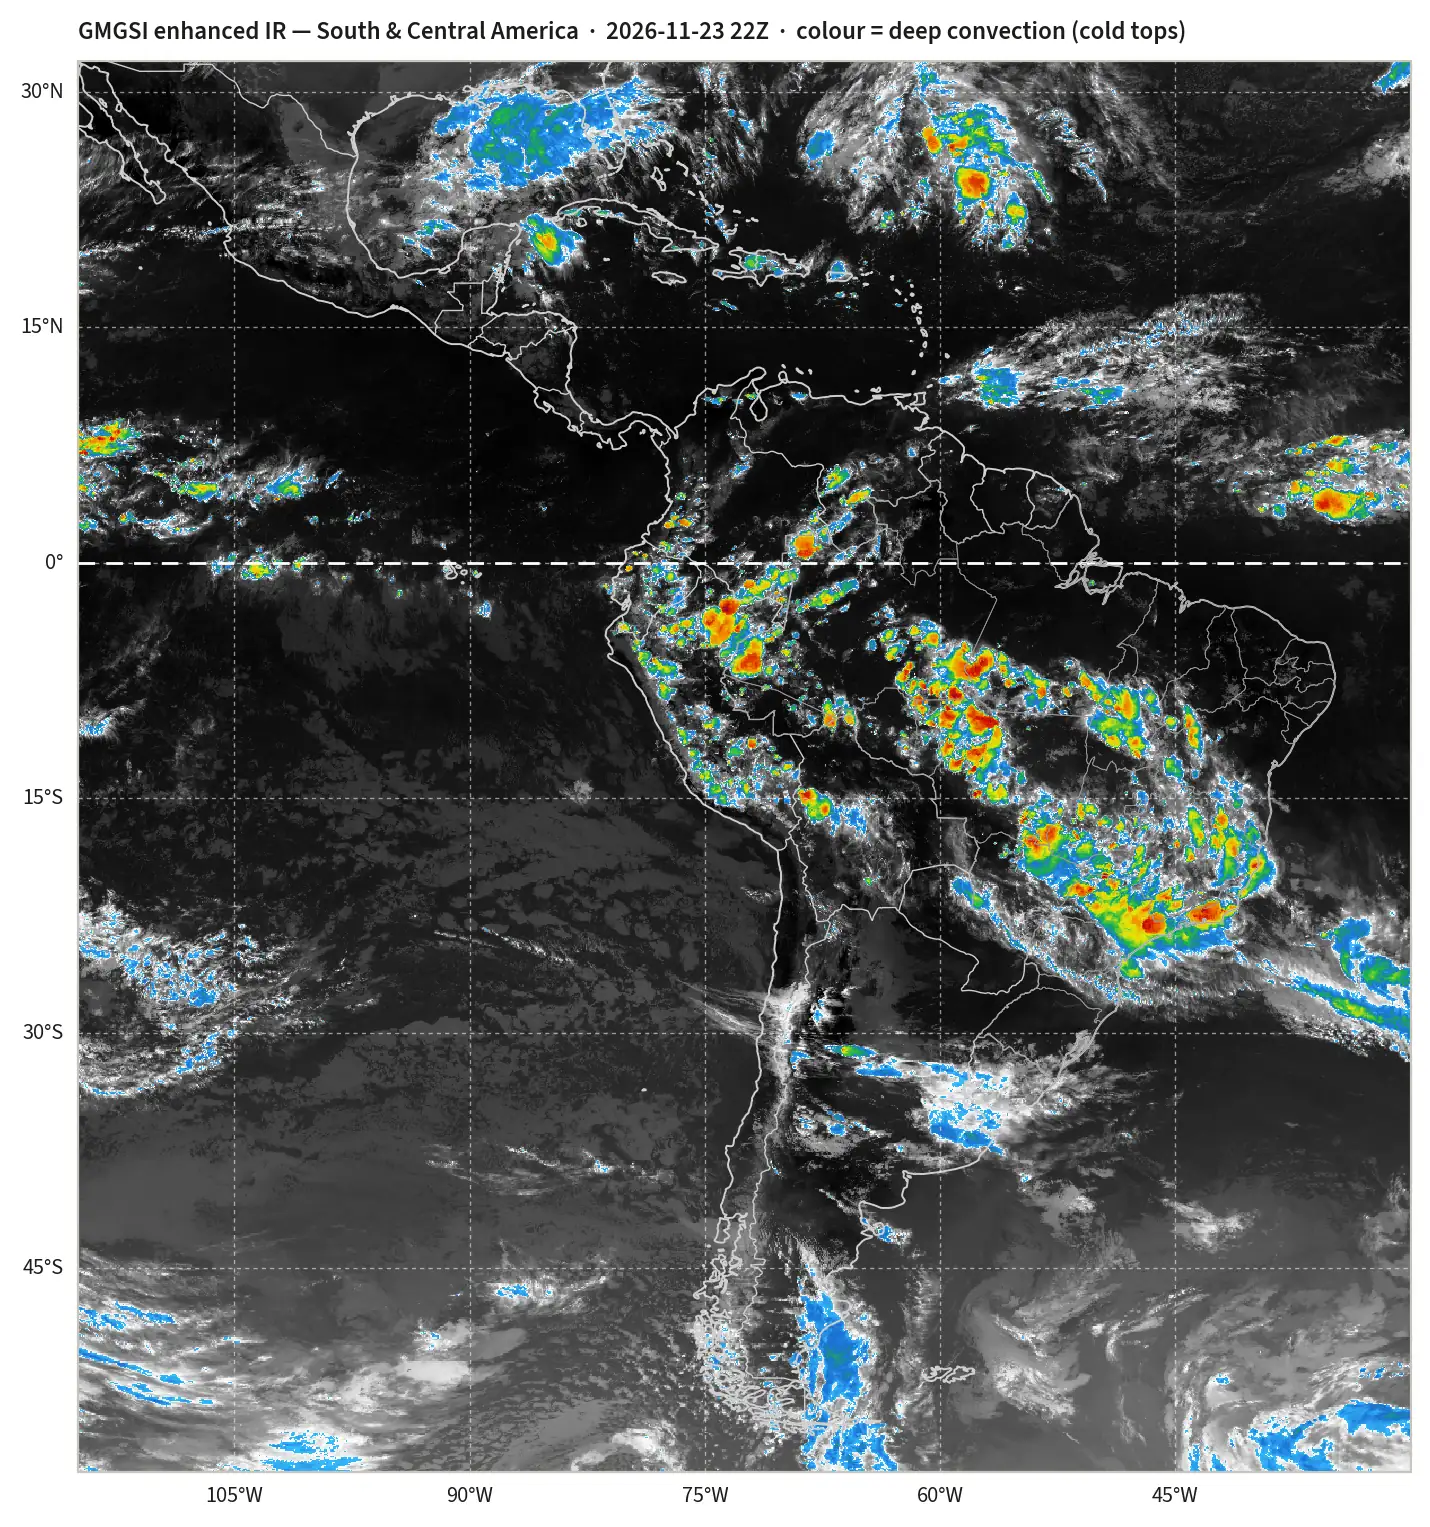 GMGSI enhanced IR — South & Central America · 2026-11-23 22Z · colour = deep convection (cold tops)
30°N
15°N
0°
15°S
30°S
45°S
105°W 90°W 75°W 60°W 45°W